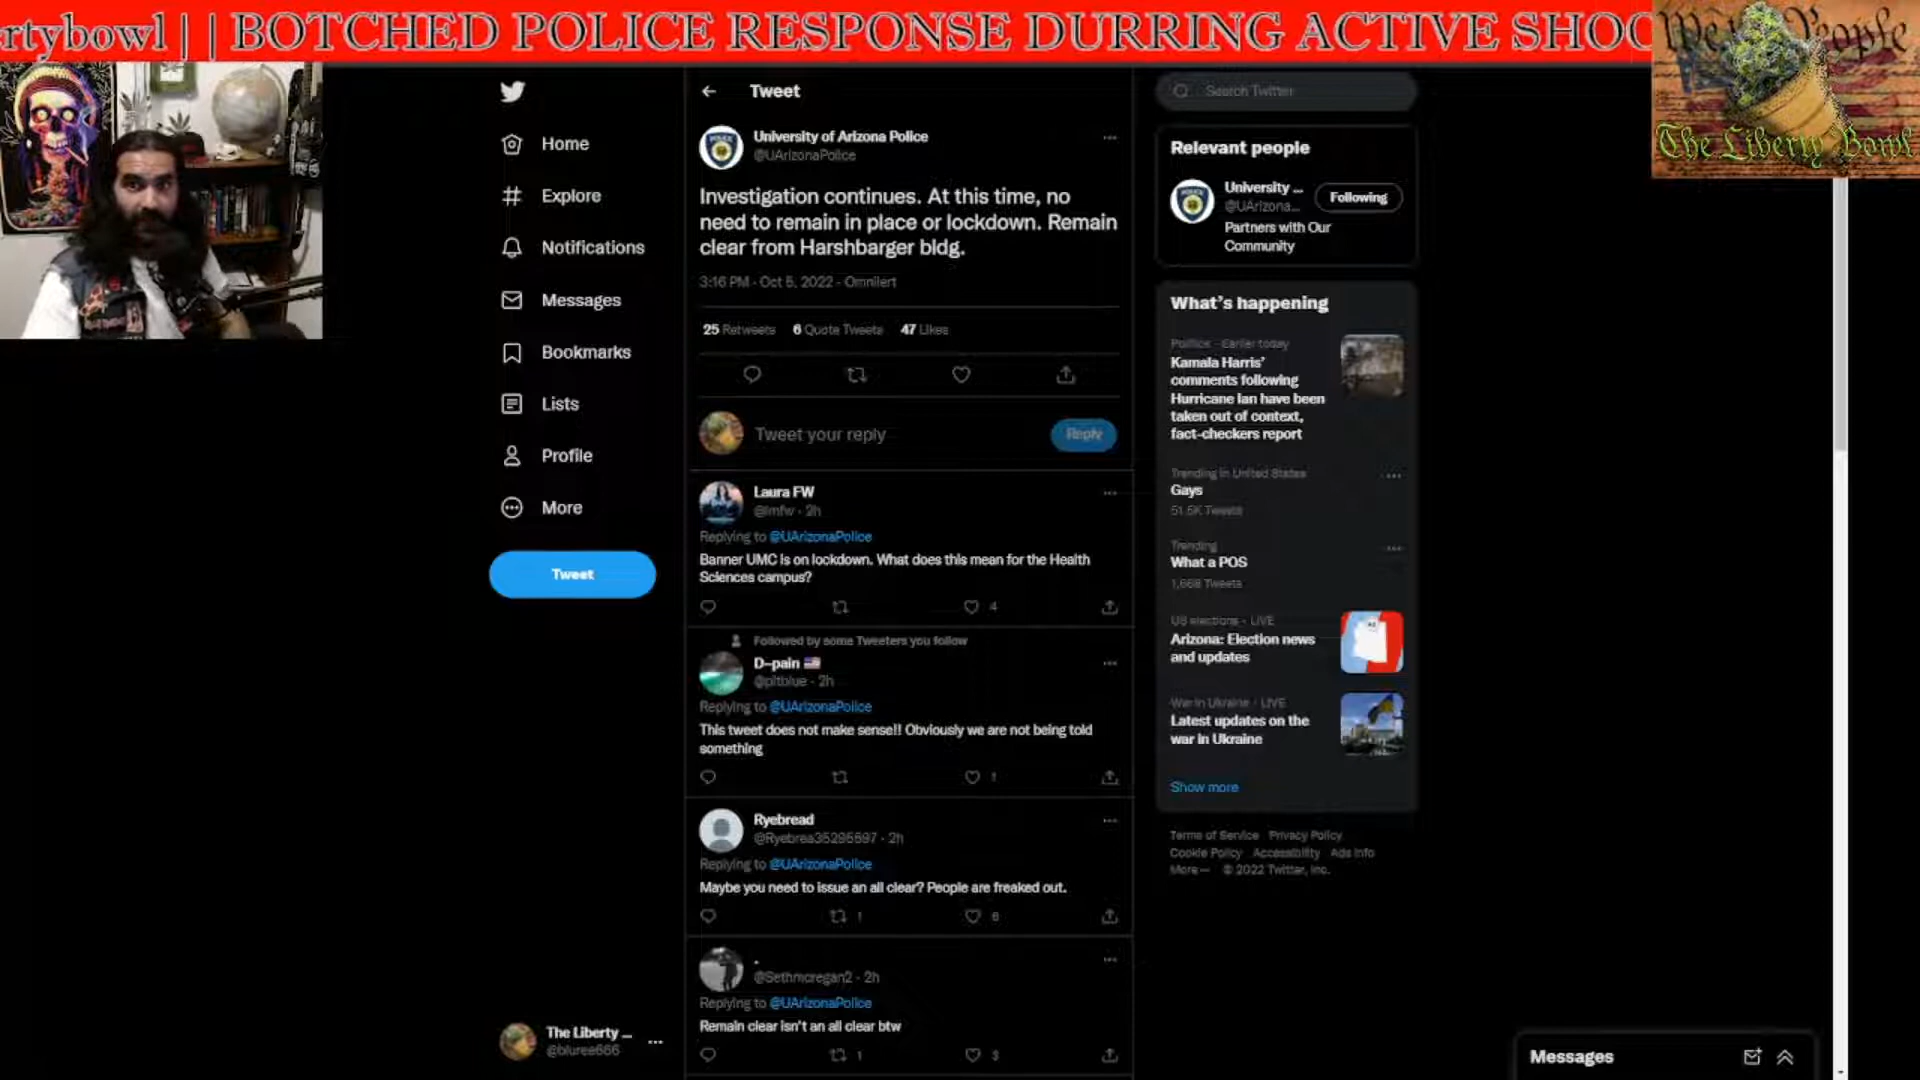 rtybowl | | BOTCHED POLICE RESPONSE DURRING ACTIVE SHOO
We The People
The Liberty Bowl
Home
Explore
Notifications
Messages
Bookmarks
Lists
Profile
More
Tweet
The Liberty ...
@bluree666
Tweet
University of Arizona Police
@UArizonaPolice
Investigation continues. At this time, no
need to remain in place or lockdown. Remain
clear from Harshbarger bldg.
3:16 PM · Oct 5, 2022 · Omnilert
25 Retweets 6 Quote Tweets 47 Likes
Tweet your reply
Reply
Laura FW
@lmfw · 2h
Replying to @UArizonaPolice
Banner UMC is on lockdown. What does this mean for the Health
Sciences campus?
4
Followed by some Tweeters you follow
D-pain
@pitblue · 2h
Replying to @UArizonaPolice
This tweet does not make sense!! Obviously we are not being told
something
1
Ryebread
@Ryebrea35295597 · 2h
Replying to @UArizonaPolice
Maybe you need to issue an all clear? People are freaked out.
1 6
.
@Sethmcregan2 · 2h
Replying to @UArizonaPolice
Remain clear isn't an all clear btw
1 3
Search Twitter
Relevant people
University ...
@UArizona...
Following
Partners with Our
Community
What's happening
Politics · Earlier today
Kamala Harris'
comments following
Hurricane Ian have been
taken out of context,
fact-checkers report
Trending in United States
Gays
51.5K Tweets
Trending
What a POS
1,668 Tweets
US elections · LIVE
Arizona: Election news
and updates
War in Ukraine · LIVE
Latest updates on the
war in Ukraine
Show more
Terms of Service Privacy Policy
Cookie Policy Accessibility Ads info
More ··· © 2022 Twitter, Inc.
Messages